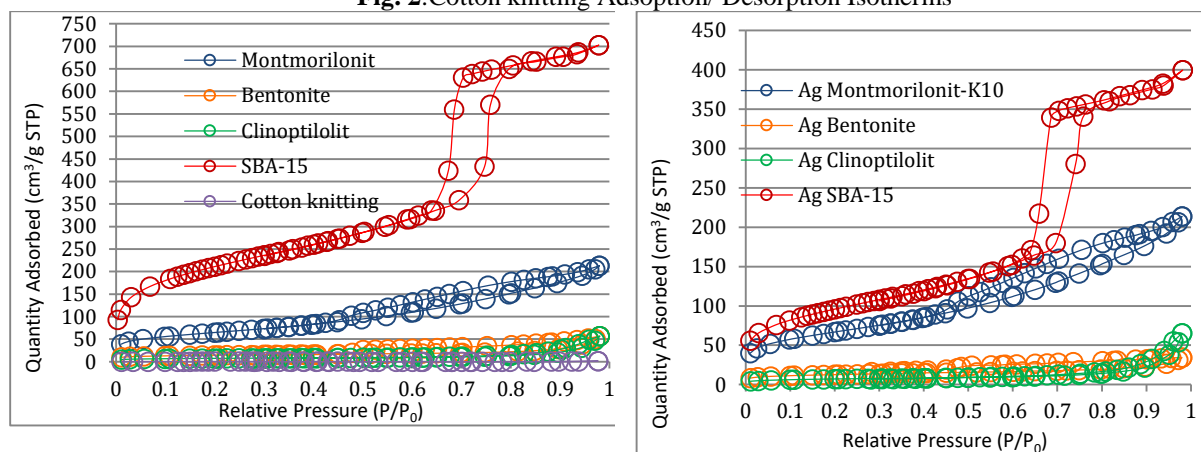 Fig. 2.Cotton knitting Adsoption/ Desorption Isotherms
Quantity Adsorbed (cm³/g STP)
750
700
650
600
550
500
450
400
350
300
250
200
150
100
50
0
Montmorilonit
Bentonite
Clinoptilolit
SBA-15
Cotton knitting
0 0.1 0.2 0.3 0.4 0.5 0.6 0.7 0.8 0.9 1
Relative Pressure (P/P₀)
Quantity Adsorbed (cm³/g STP)
450
400
350
300
250
200
150
100
50
0
Ag Montmorilonit-K10
Ag Bentonite
Ag Clinoptilolit
Ag SBA-15
0 0.1 0.2 0.3 0.4 0.5 0.6 0.7 0.8 0.9 1
Relative Pressure (P/P₀)